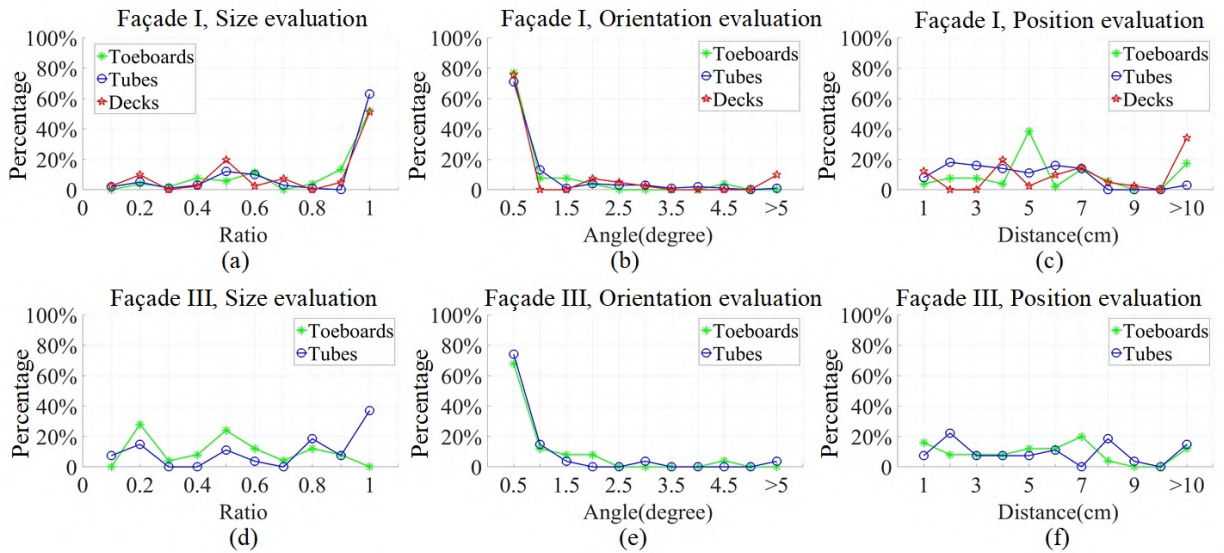 Façade I, Size evaluation
100%
80%
60%
40%
20%
0
Percentage
Toeboards
Tubes
Decks
0.2 0.4 0.6 0.8 1
Ratio
(a)
Façade I, Orientation evaluation
100%
80%
60%
40%
20%
0
Percentage
Toeboards
Tubes
Decks
0.5 1.5 2.5 3.5 4.5 >5
Angle(degree)
(b)
Façade I, Position evaluation
100%
80%
60%
40%
20%
0
Percentage
Toeboards
Tubes
Decks
1 3 5 7 9 >10
Distance(cm)
(c)
Façade III, Size evaluation
100%
80%
60%
40%
20%
0
Percentage
Toeboards
Tubes
0.2 0.4 0.6 0.8 1
Ratio
(d)
Façade III, Orientation evaluation
100%
80%
60%
40%
20%
0
Percentage
Toeboards
Tubes
0.5 1.5 2.5 3.5 4.5 >5
Angle(degree)
(e)
Façade III, Position evaluation
100%
80%
60%
40%
20%
0
Percentage
Toeboards
Tubes
1 3 5 7 9 >10
Distance(cm)
(f)